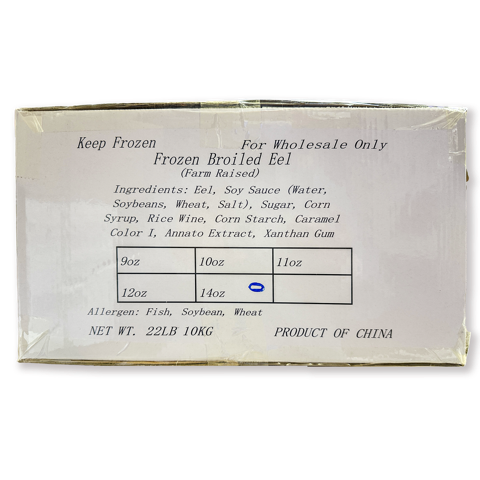 Keep Frozen For Wholesale Only
Frozen Broiled Eel
(Farm Raised)
Ingredients: Eel, Soy Sauce (Water,
Soybeans, Wheat, Salt), Sugar, Corn
Syrup, Rice Wine, Corn Starch, Caramel
Color I, Annato Extract, Xanthan Gum
9oz 10oz 11oz
12oz 14oz
Allergen: Fish, Soybean, Wheat
NET WT. 22LB 10KG PRODUCT OF CHINA